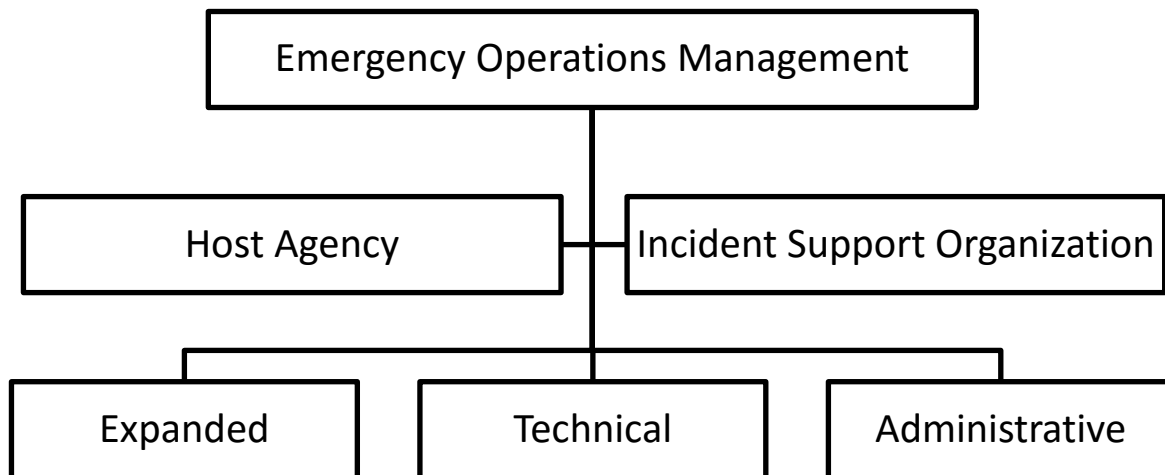 Emergency Operations Management
Host Agency
Incident Support Organization
Expanded
Technical
Administrative